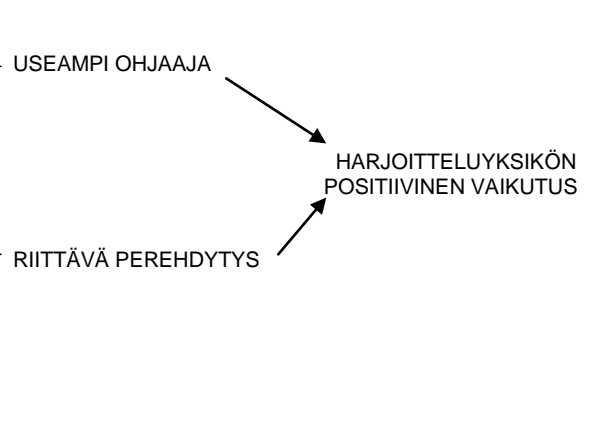 USEAMPI OHJAAJA
HARJOITTELUYKSIKÖN
POSITIIVINEN VAIKUTUS
RIITTÄVÄ PEREHDYTYS